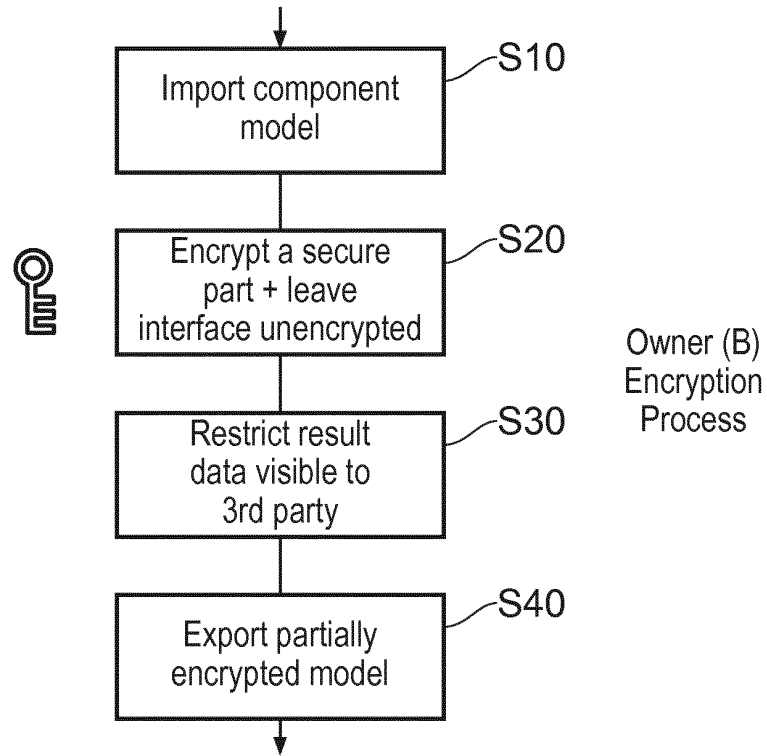 Import component
model
S10
Encrypt a secure
part + leave
interface unencrypted
S20
Owner (B)
Encryption
Process
Restrict result
data visible to
3rd party
S30
Export partially
encrypted model
S40